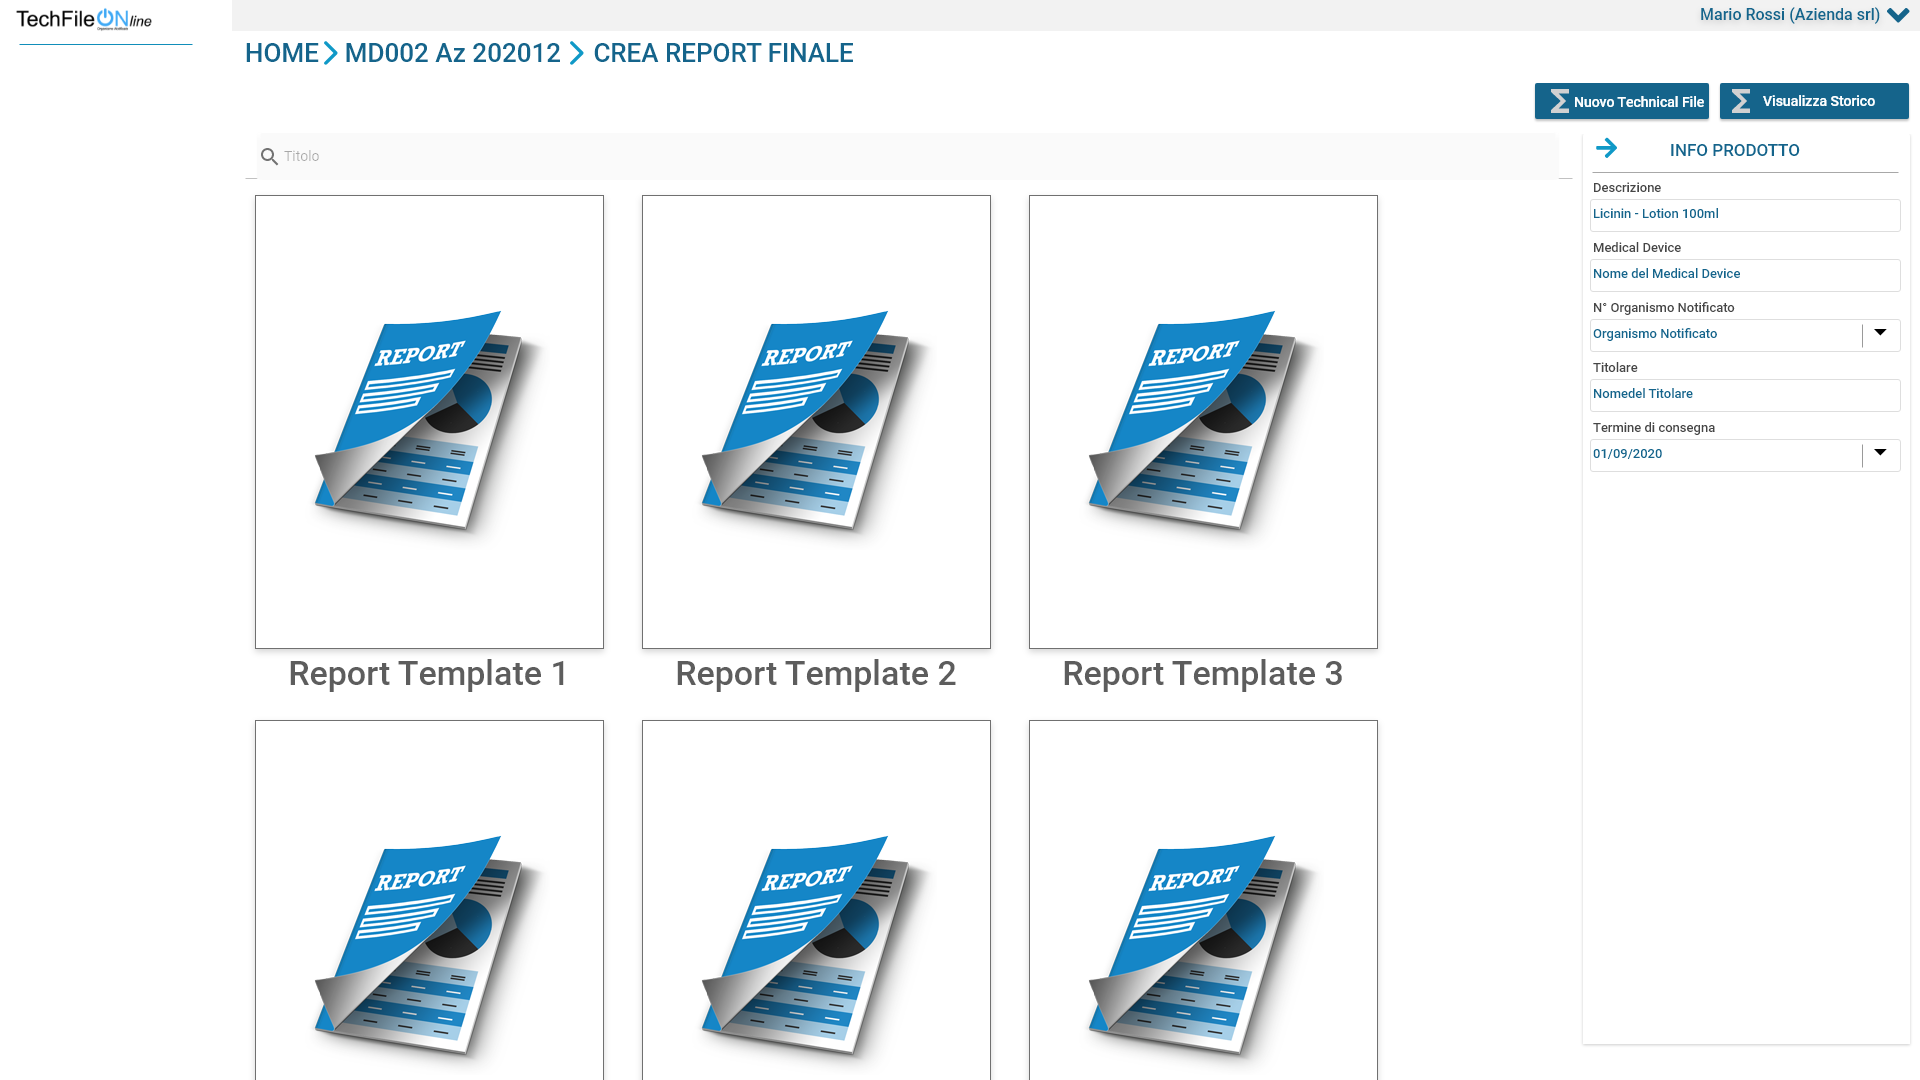 TechFileONline
Mario Rossi (Azienda srl)
HOME MD002 Az 202012 CREA REPORT FINALE
Nuovo Technical File
Visualizza Storico
Titolo
INFO PRODOTTO
Descrizione
Licinin - Lotion 100ml
Medical Device
Nome del Medical Device
N° Organismo Notificato
Organismo Notificato
Titolare
Nomedel Titolare
Termine di consegna
01/09/2020
REPORT
REPORT
REPORT
Report Template 1
Report Template 2
Report Template 3
REPORT
REPORT
REPORT